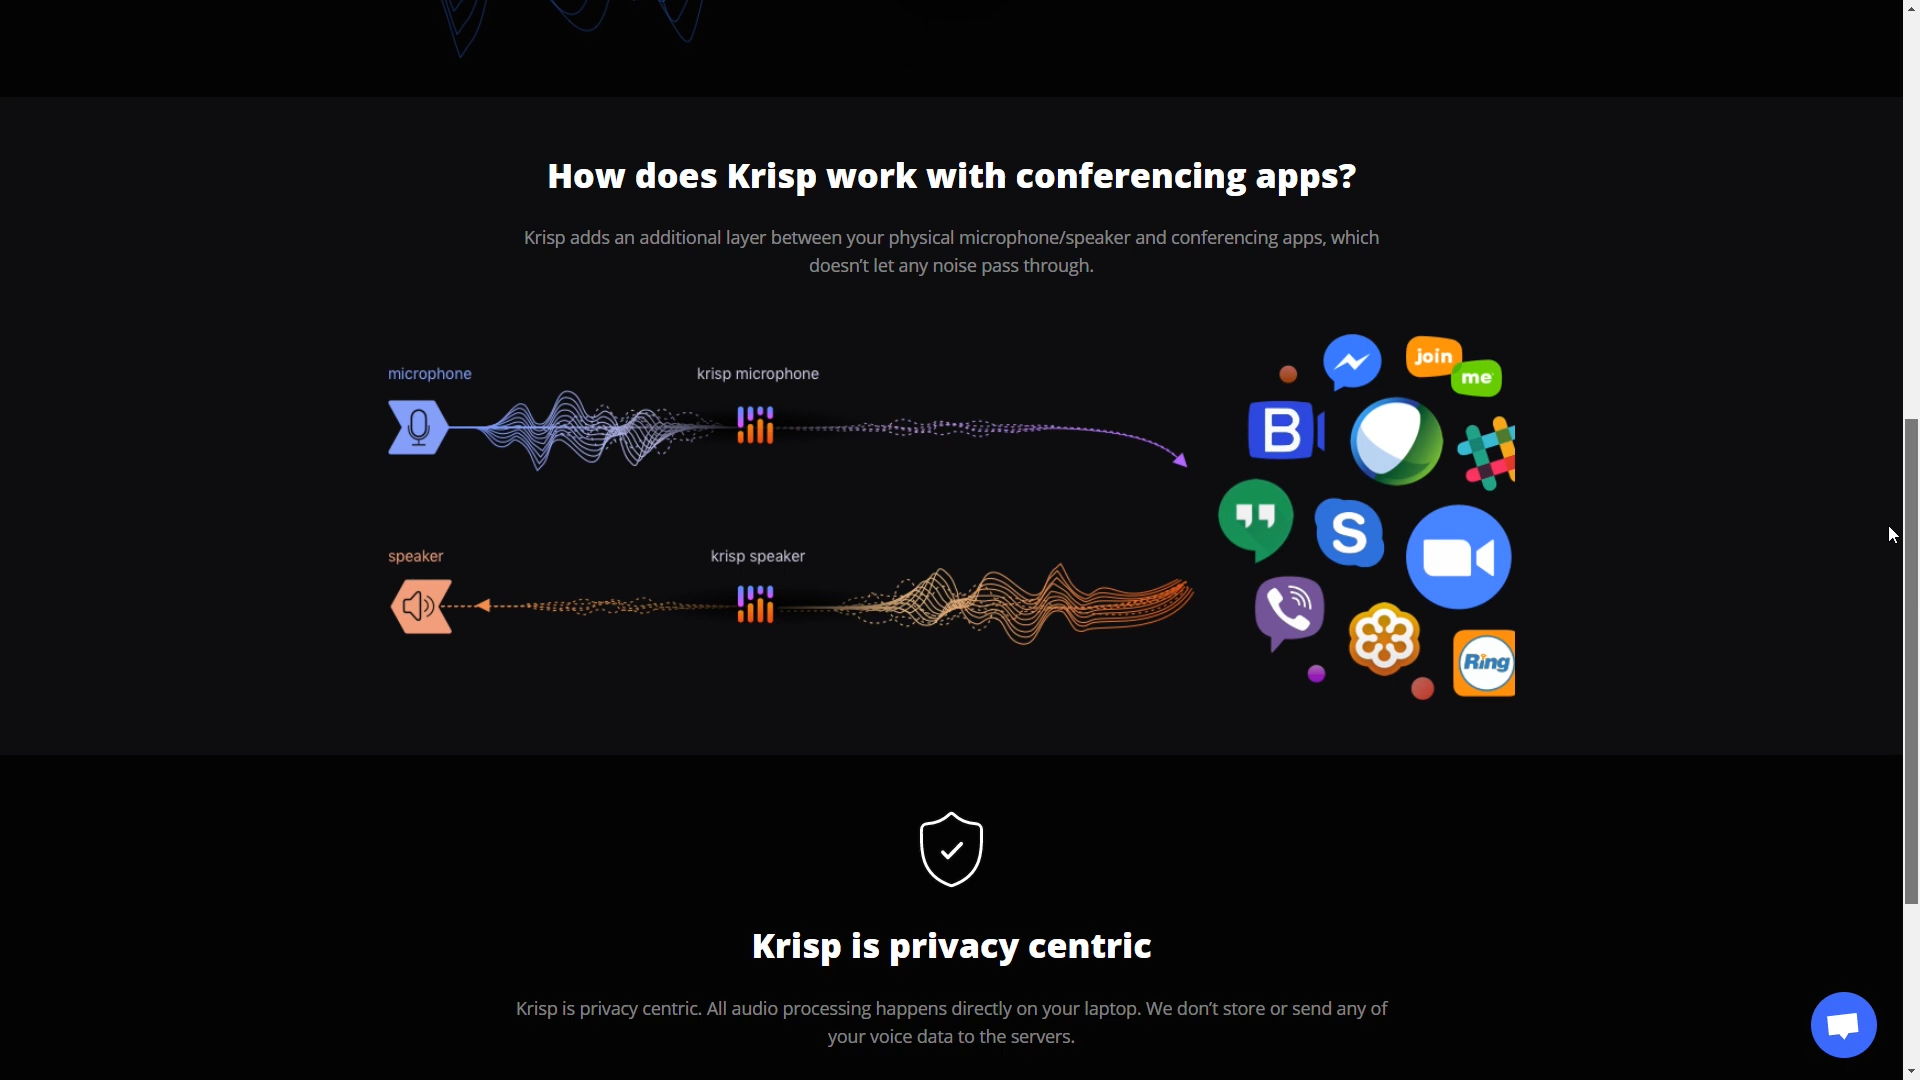 How does Krisp work with conferencing apps?
Krisp adds an additional layer between your physical microphone/speaker and conferencing apps, which
doesn’t let any noise pass through.
microphone
krisp microphone
join
me
B
S
speaker
krisp speaker
Ring
Krisp is privacy centric
Krisp is privacy centric. All audio processing happens directly on your laptop. We don’t store or send any of
your voice data to the servers.